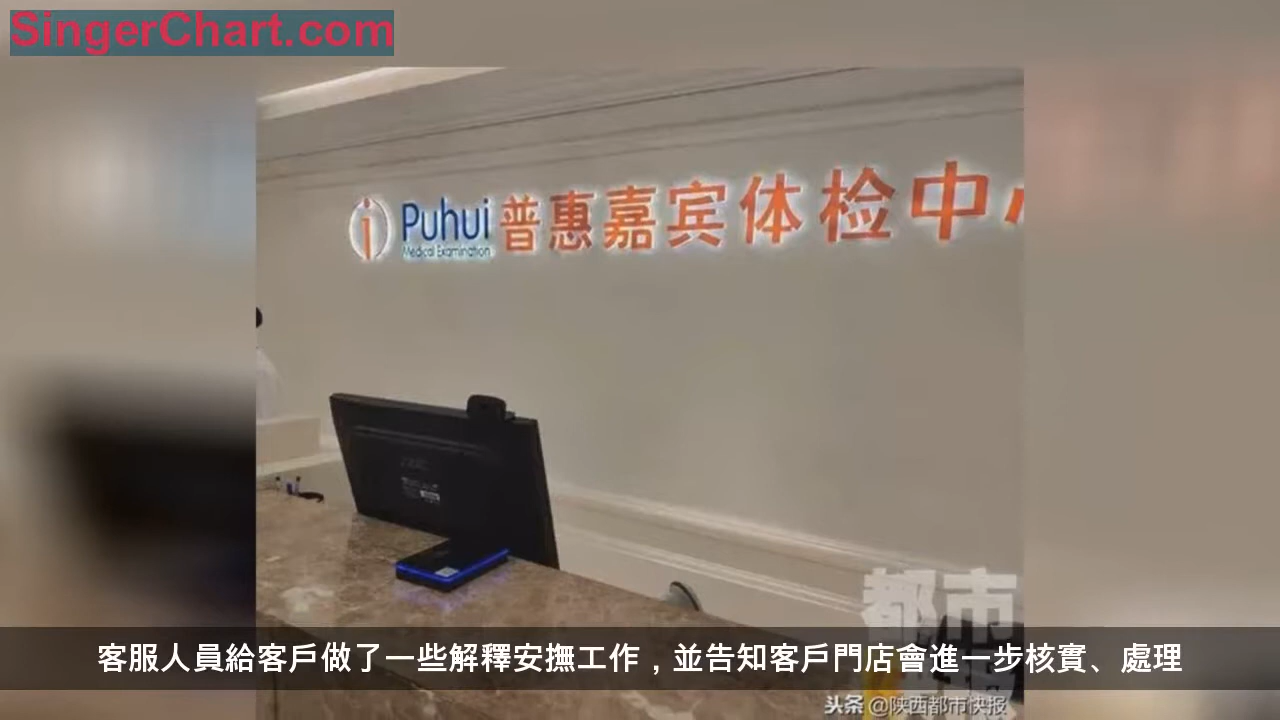 SingerChart.com
Puhui 普惠嘉宾体检中
Medical Examination
都市
客服人員給客戶做了一些解釋安撫工作，並告知客戶門店會進一步核實、處理
头条 @陕西都市快报